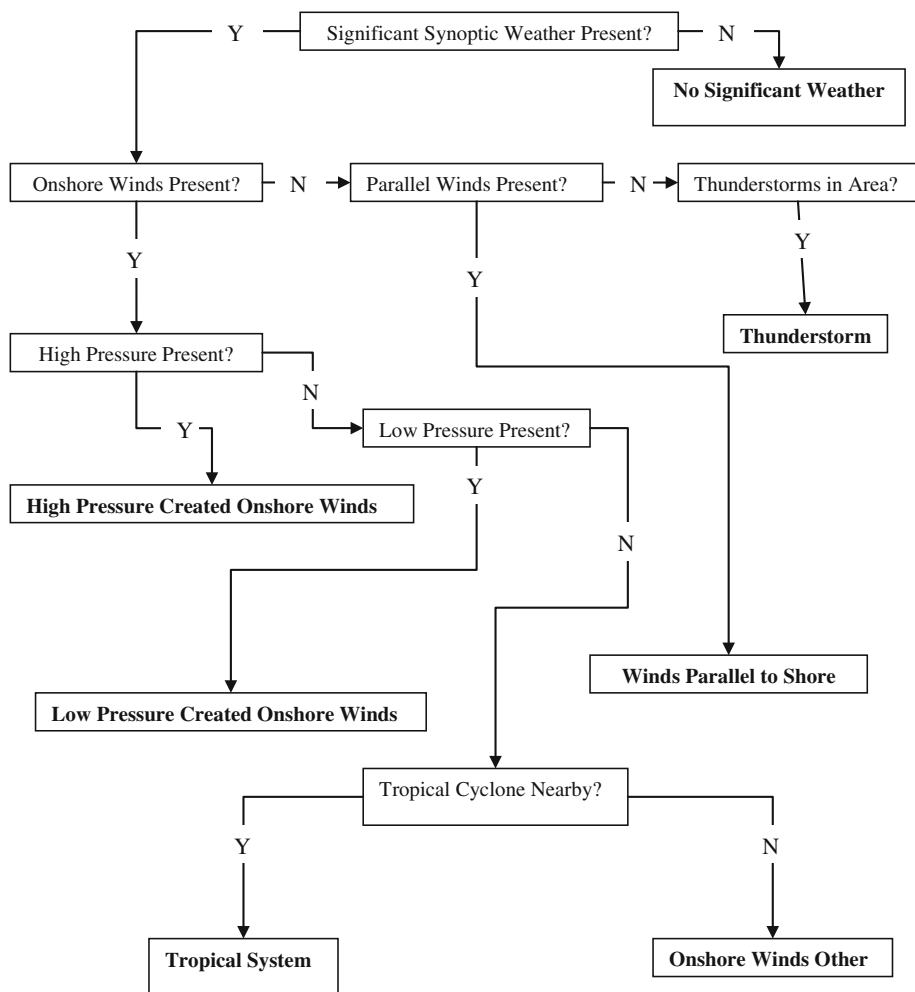 Y
Significant Synoptic Weather Present?
N
No Significant Weather
Onshore Winds Present?
N
Parallel Winds Present?
N
Thunderstorms in Area?
Y
Y
Y
Thunderstorm
High Pressure Present?
N
Y
Low Pressure Present?
High Pressure Created Onshore Winds
Y
N
Winds Parallel to Shore
Low Pressure Created Onshore Winds
Tropical Cyclone Nearby?
Y
N
Tropical System
Onshore Winds Other